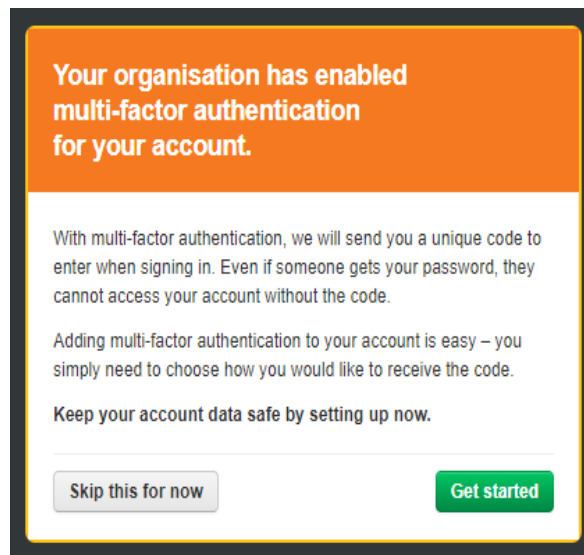 Your organisation has enabled
multi-factor authentication
for your account.
With multi-factor authentication, we will send you a unique code to
enter when signing in. Even if someone gets your password, they
cannot access your account without the code.
Adding multi-factor authentication to your account is easy – you
simply need to choose how you would like to receive the code.
Keep your account data safe by setting up now.
Skip this for now
Get started